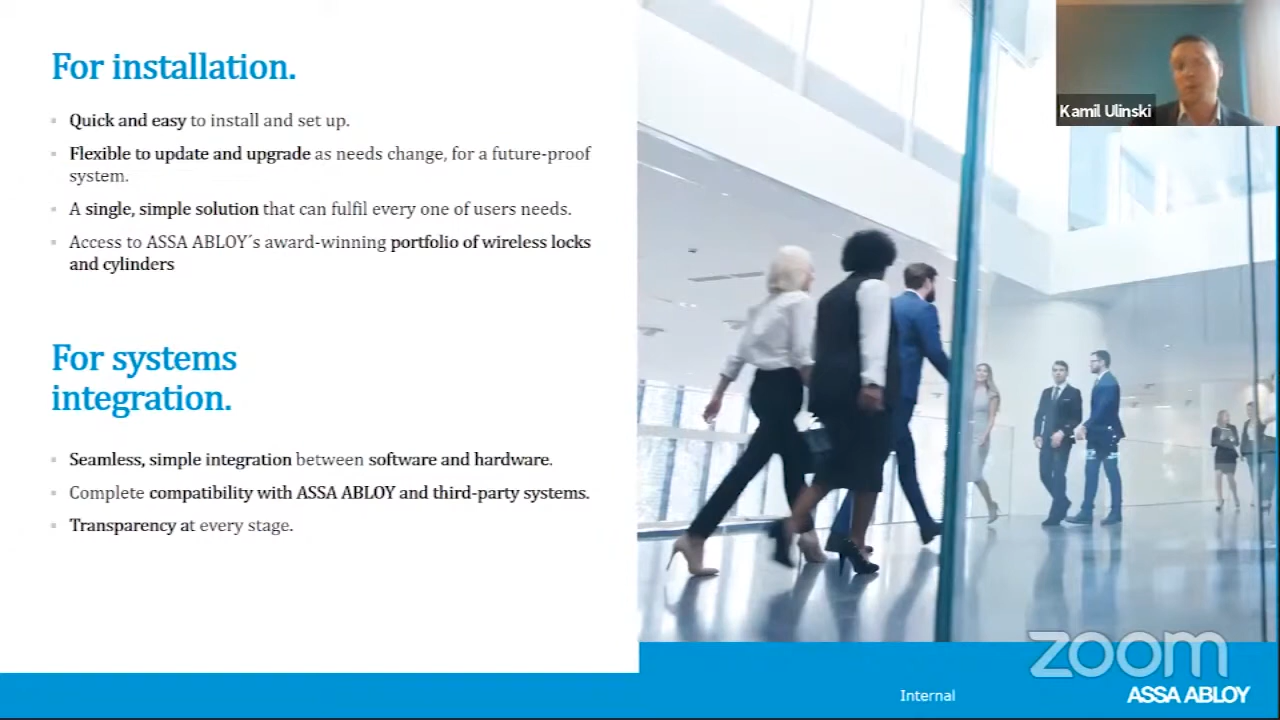 For installation.
Quick and easy to install and set up.
Flexible to update and upgrade as needs change, for a future-proof
system.
A single, simple solution that can fulfil every one of users needs.
Access to ASSA ABLOY´s award-winning portfolio of wireless locks
and cylinders
For systems
integration.
Seamless, simple integration between software and hardware.
Complete compatibility with ASSA ABLOY and third-party systems.
Transparency at every stage.
Kamil Ulinski
zoom
Internal
ASSA ABLOY